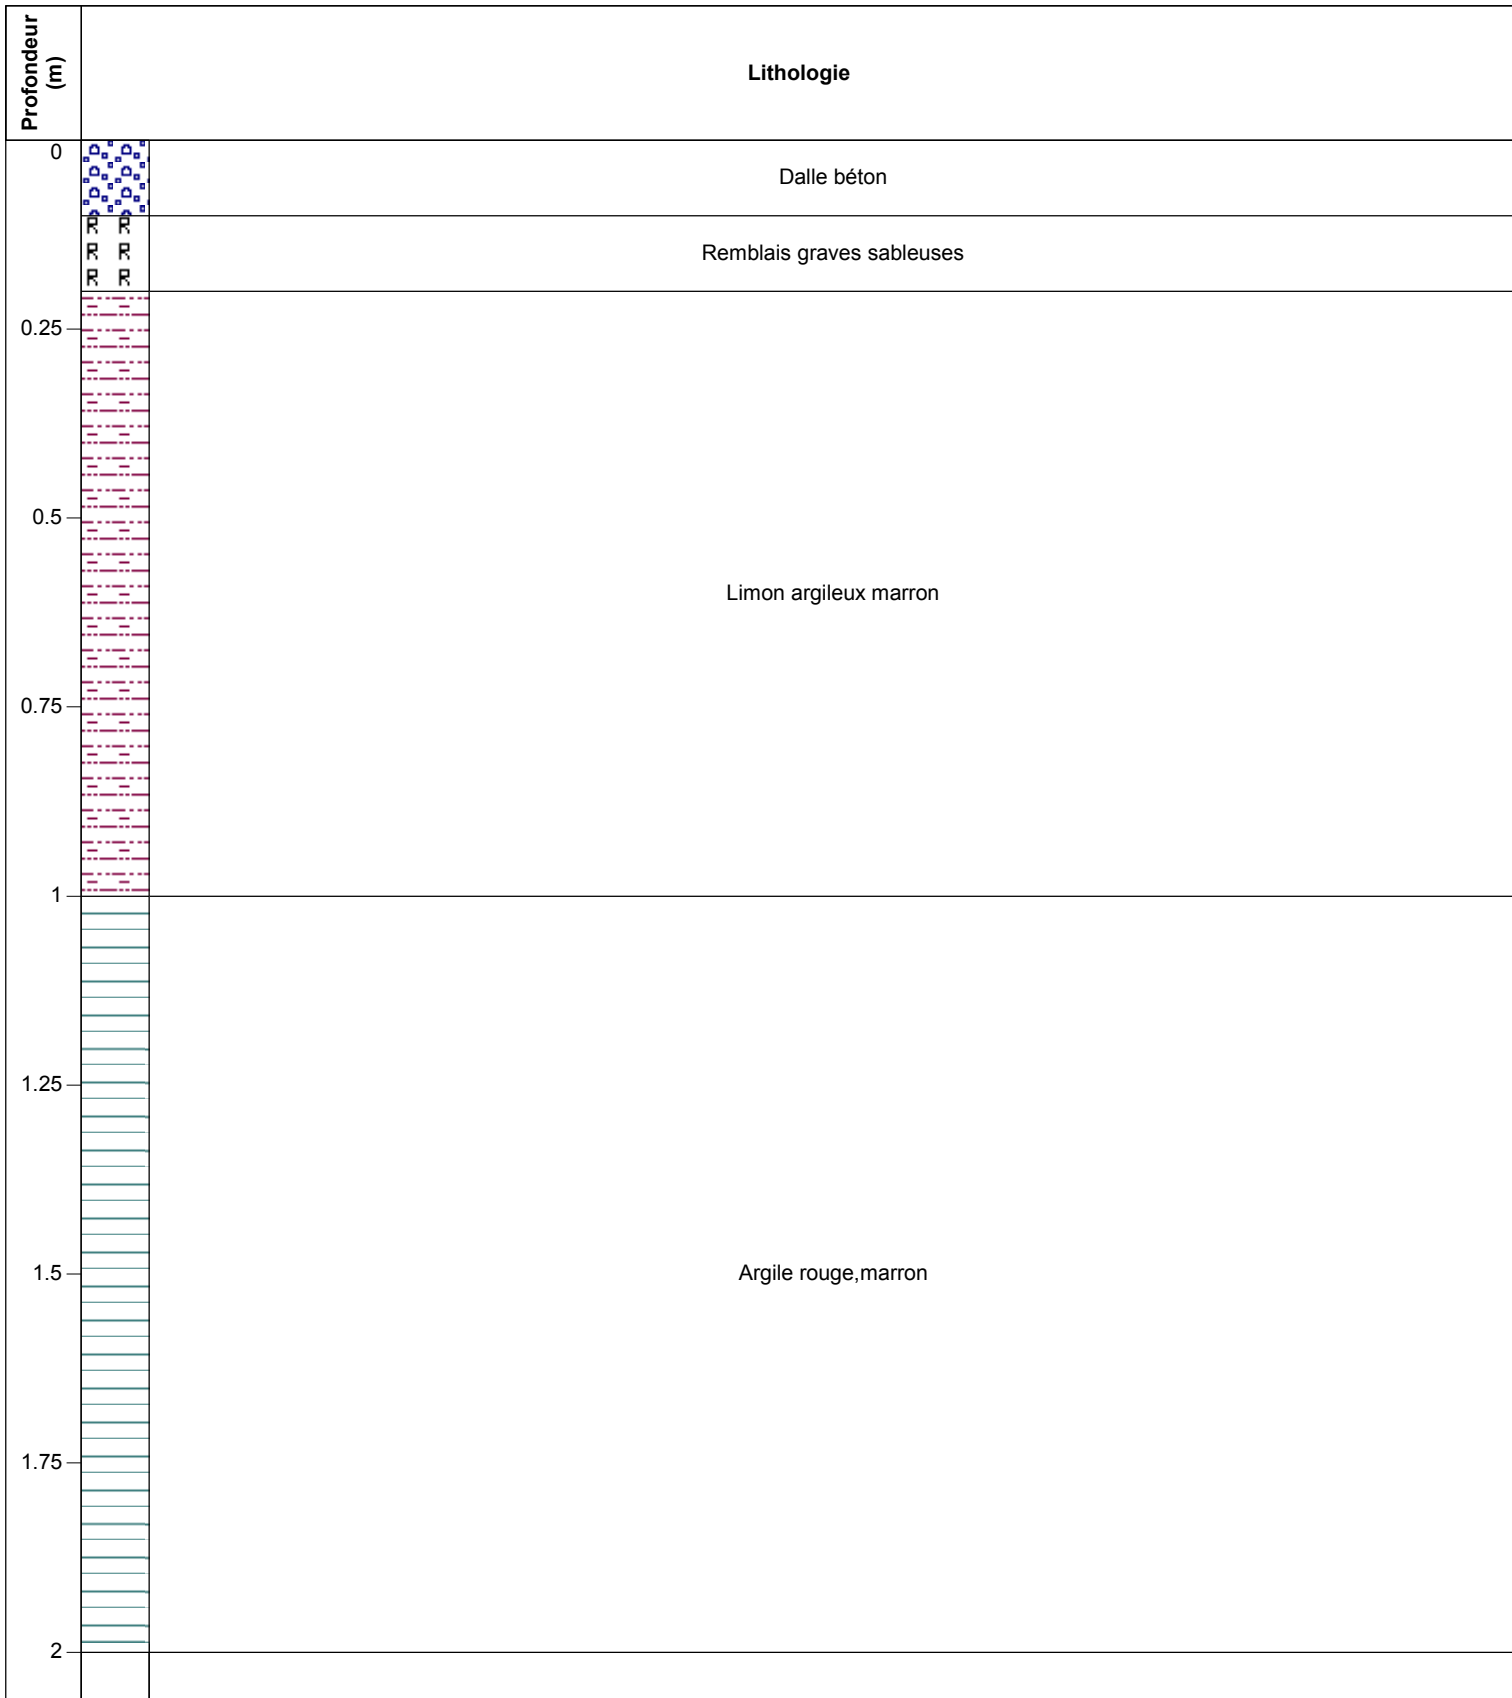 Profondeur
(m)
Lithologie
0
Dalle béton
R R
R R
R R
Remblais graves sableuses
0.25
0.5
Limon argileux marron
0.75
1
1.25
1.5
Argile rouge,marron
1.75
2